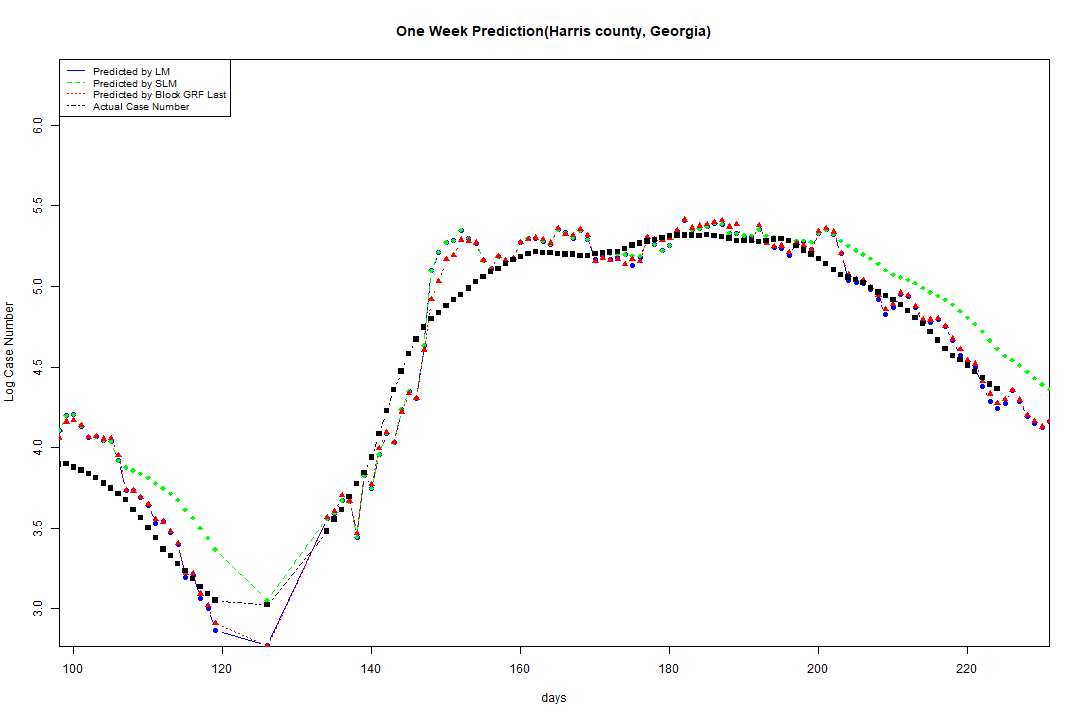 One Week Prediction(Harris county, Georgia)
Predicted by LM
Predicted by SLM
Predicted by Block GRF Last
Actual Case Number
Log Case Number
6.0
5.5
5.0
4.5
4.0
3.5
3.0
100 120 140 160 180 200 220
days